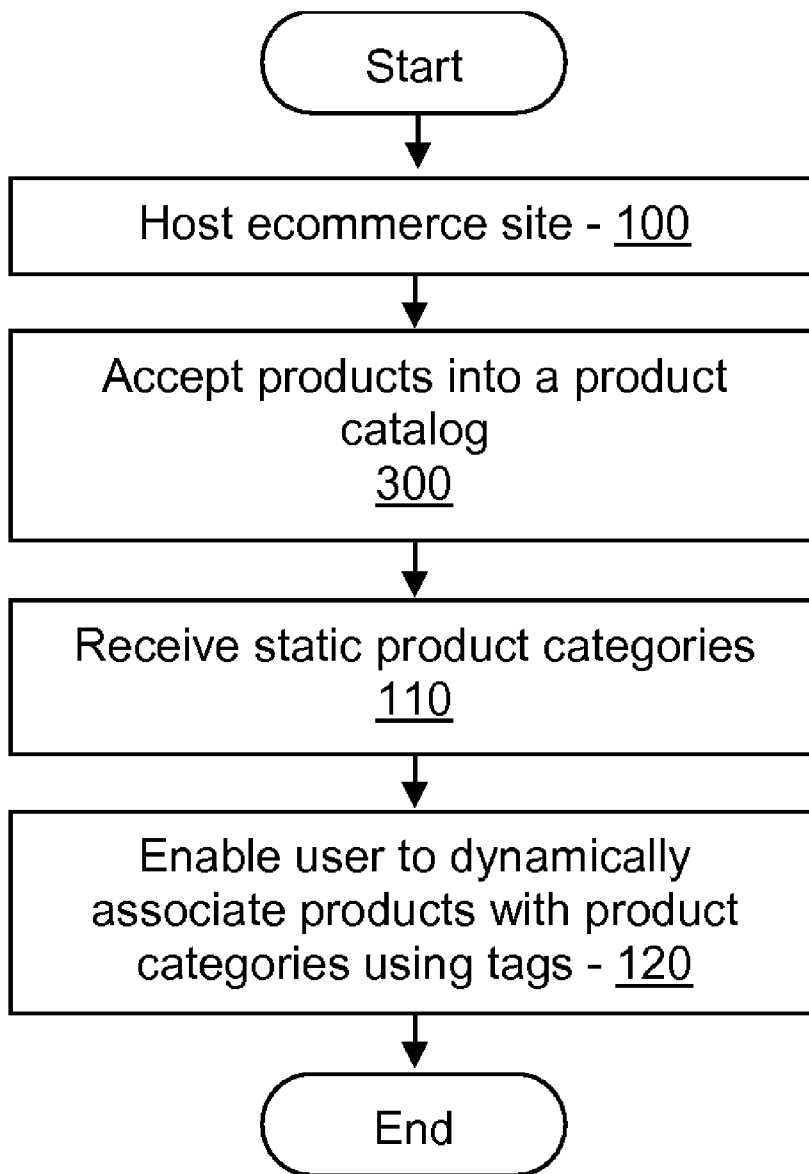 Start
Host ecommerce site - 100
Accept products into a product
catalog
300
Receive static product categories
110
Enable user to dynamically
associate products with product
categories using tags - 120
End